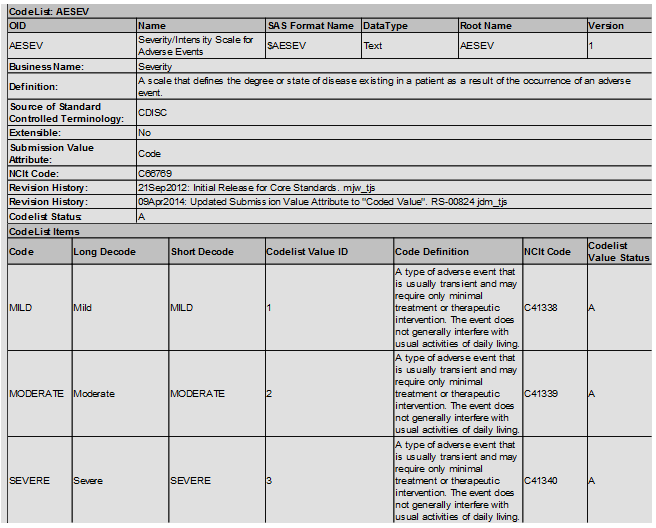 CodeList: AESEV
OID Name SAS Format Name DataType Root Name Version
AESEV Severity/Intensity Scale for Adverse Events $AESEV Text AESEV 1
Business Name: Severity
Definition: A scale that defines the degree or state of disease existing in a patient as a result of the occurrence of an adverse event.
Source of Standard Controlled Terminology: CDISC
Extensible: No
Submission Value Attribute: Code
NCIt Code: C66769
Revision History: 21Sep2012: Initial Release for Core Standards. mjw_tjs
Revision History: 09Apr2014: Updated Submission Value Attribute to "Coded Value". RS-00824 jdm_tjs
Codelist Status: A
CodeList Items
Code Long Decode Short Decode Codelist Value ID Code Definition NCIt Code Codelist Value Status
MILD Mild MILD 1 A type of adverse event that is usually transient and may require only minimal treatment or therapeutic intervention. The event does not generally interfere with usual activities of daily living. C41338 A
MODERATE Moderate MODERATE 2 A type of adverse event that is usually transient and may require only minimal treatment or therapeutic intervention. The event does not generally interfere with usual activities of daily living. C41339 A
SEVERE Severe SEVERE 3 A type of adverse event that is usually transient and may require only minimal treatment or therapeutic intervention. The event does not generally interfere with usual activities of daily living. C41340 A